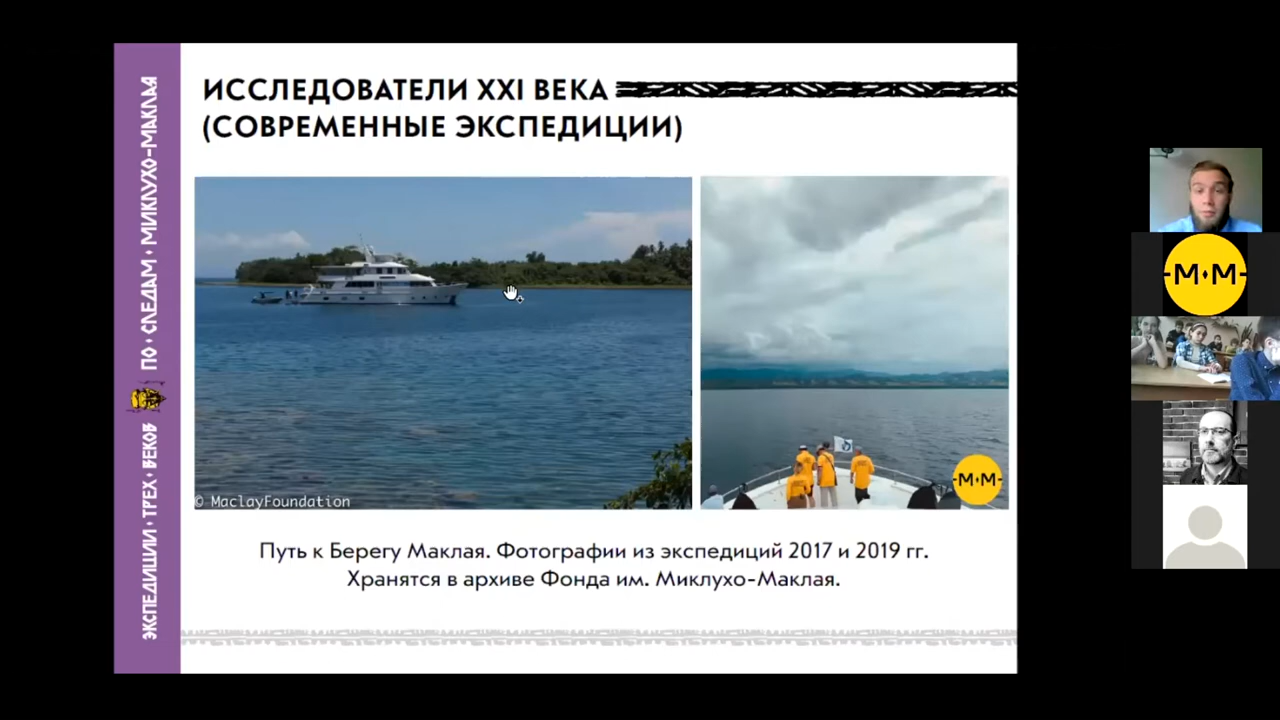 ИССЛЕДОВАТЕЛИ XXI ВЕКА
(СОВРЕМЕННЫЕ ЭКСПЕДИЦИИ)
ЭКСПЕДИЦИИ • ТРЕХ • ВЕКОВ
ПО • СЛЕДАМ • МИКЛУХО-МАКЛАЯ
© MaclayFoundation
-М•М-
Путь к Берегу Маклая. Фотографии из экспедиций 2017 и 2019 гг.
Хранятся в архиве Фонда им. Миклухо-Маклая.
-М•М-